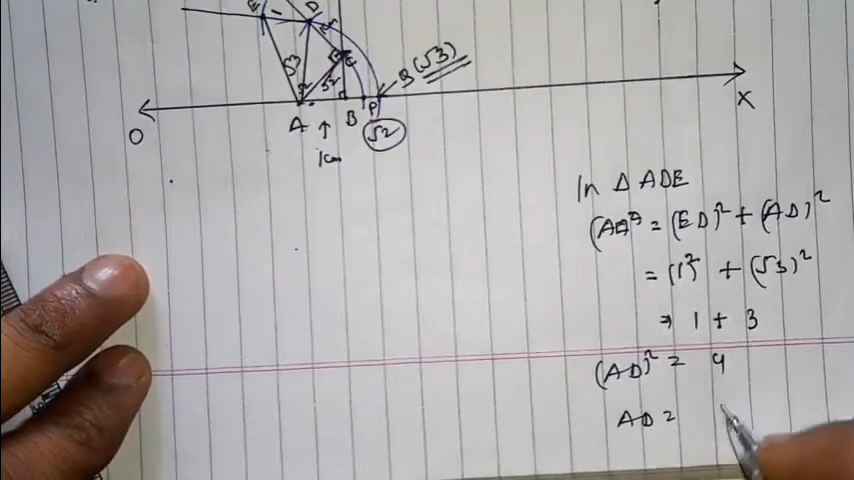 E D
√3
√2 C
Q (√3)
O A B P X
1cm √2
In Δ ADE
(AE)² = (ED)² + (AD)²
= (1)² + (√3)²
⇒ 1 + 3
(AD)² = 4
AD =